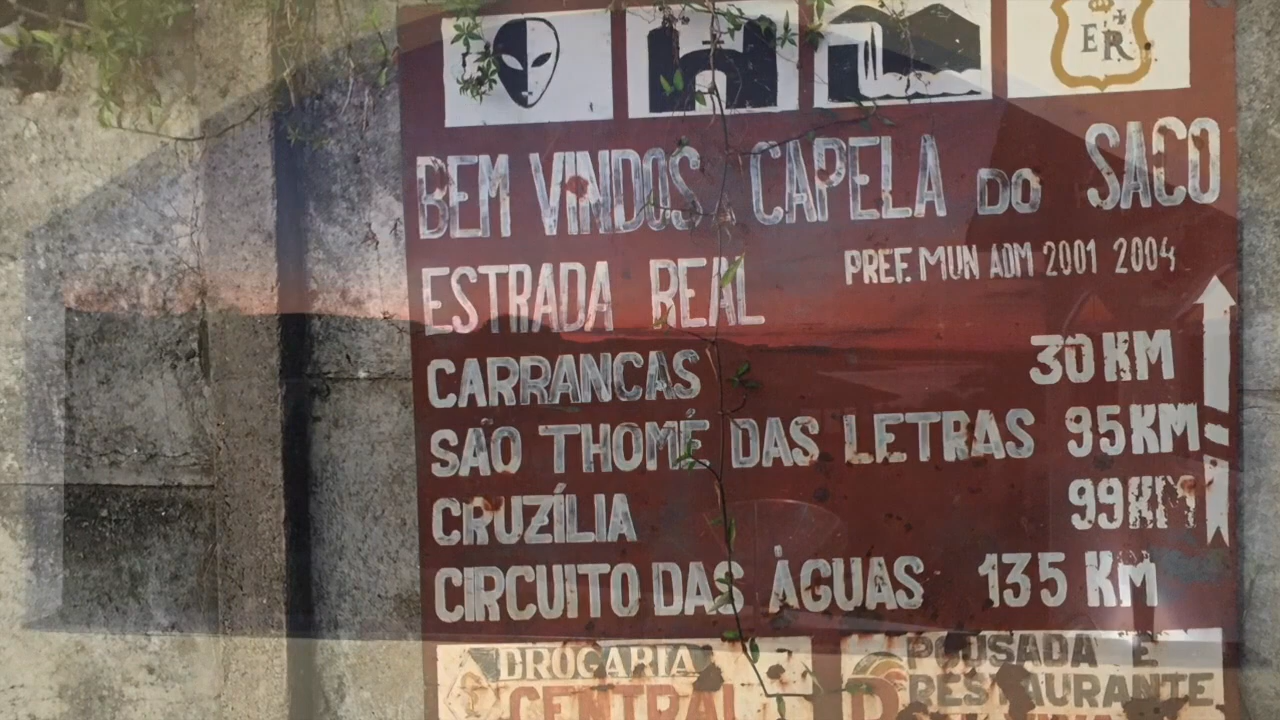 ER
BEM VINDOS CAPELA DO SACO
PREF. MUN ADM 2001 2004
ESTRADA REAL
CARRANCAS 30 KM
SÃO THOMÉ DAS LETRAS 95 KM
CRUZÍLIA 99 KM
CIRCUITO DAS ÁGUAS 135 KM
DROGARIA
CENTRAL
POUSADA E
RESTAURANTE